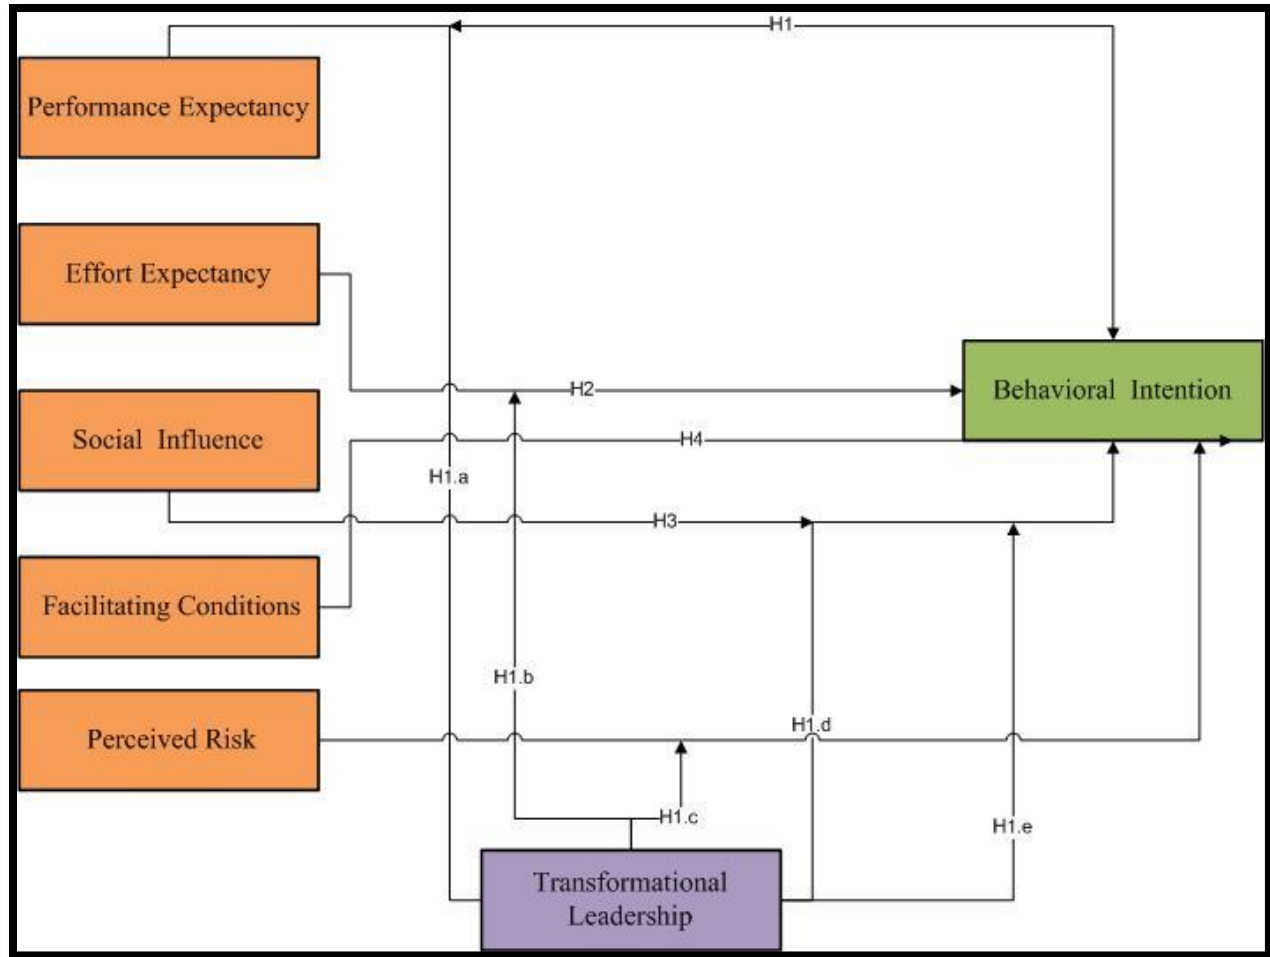 H1
Performance Expectancy
Effort Expectancy
H2
Behavioral Intention
Social Influence
H4
H1.a
H3
Facilitating Conditions
H1.b
Perceived Risk
H1.d
H1.c
H1.e
Transformational
Leadership